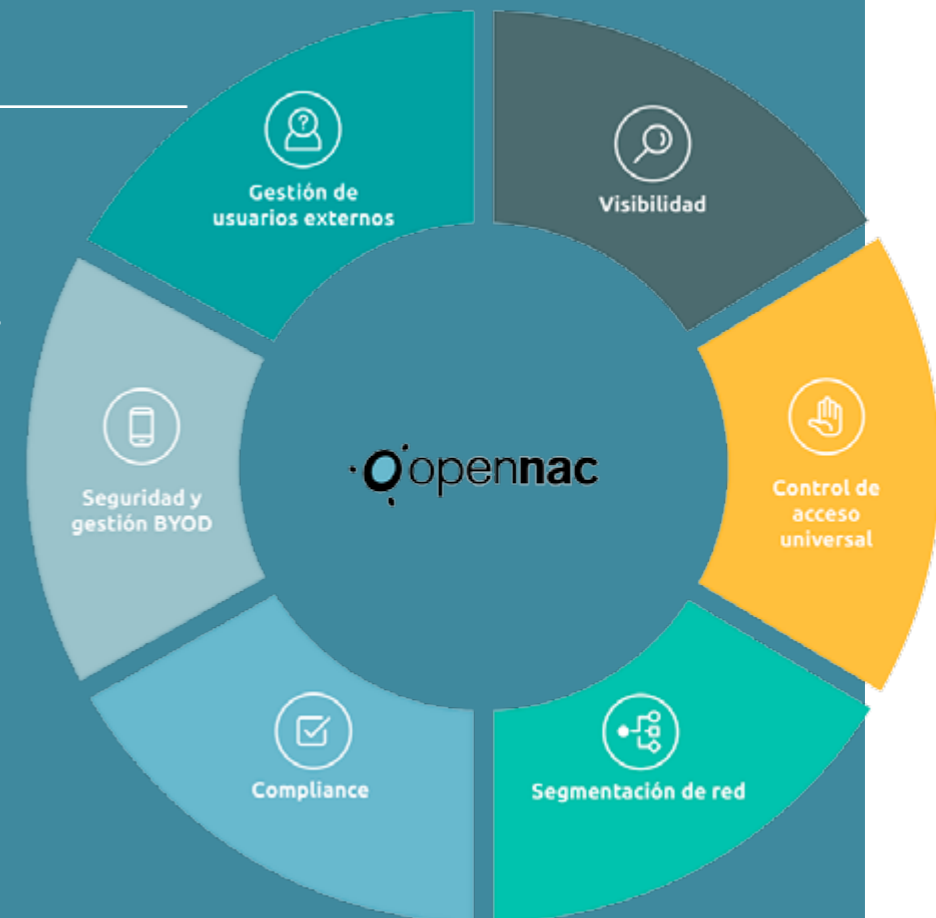 Gestión de
usuarios externos
Visibilidad
Seguridad y
gestión BYOD
opennac
Control de
acceso
universal
Compliance
Segmentación de red